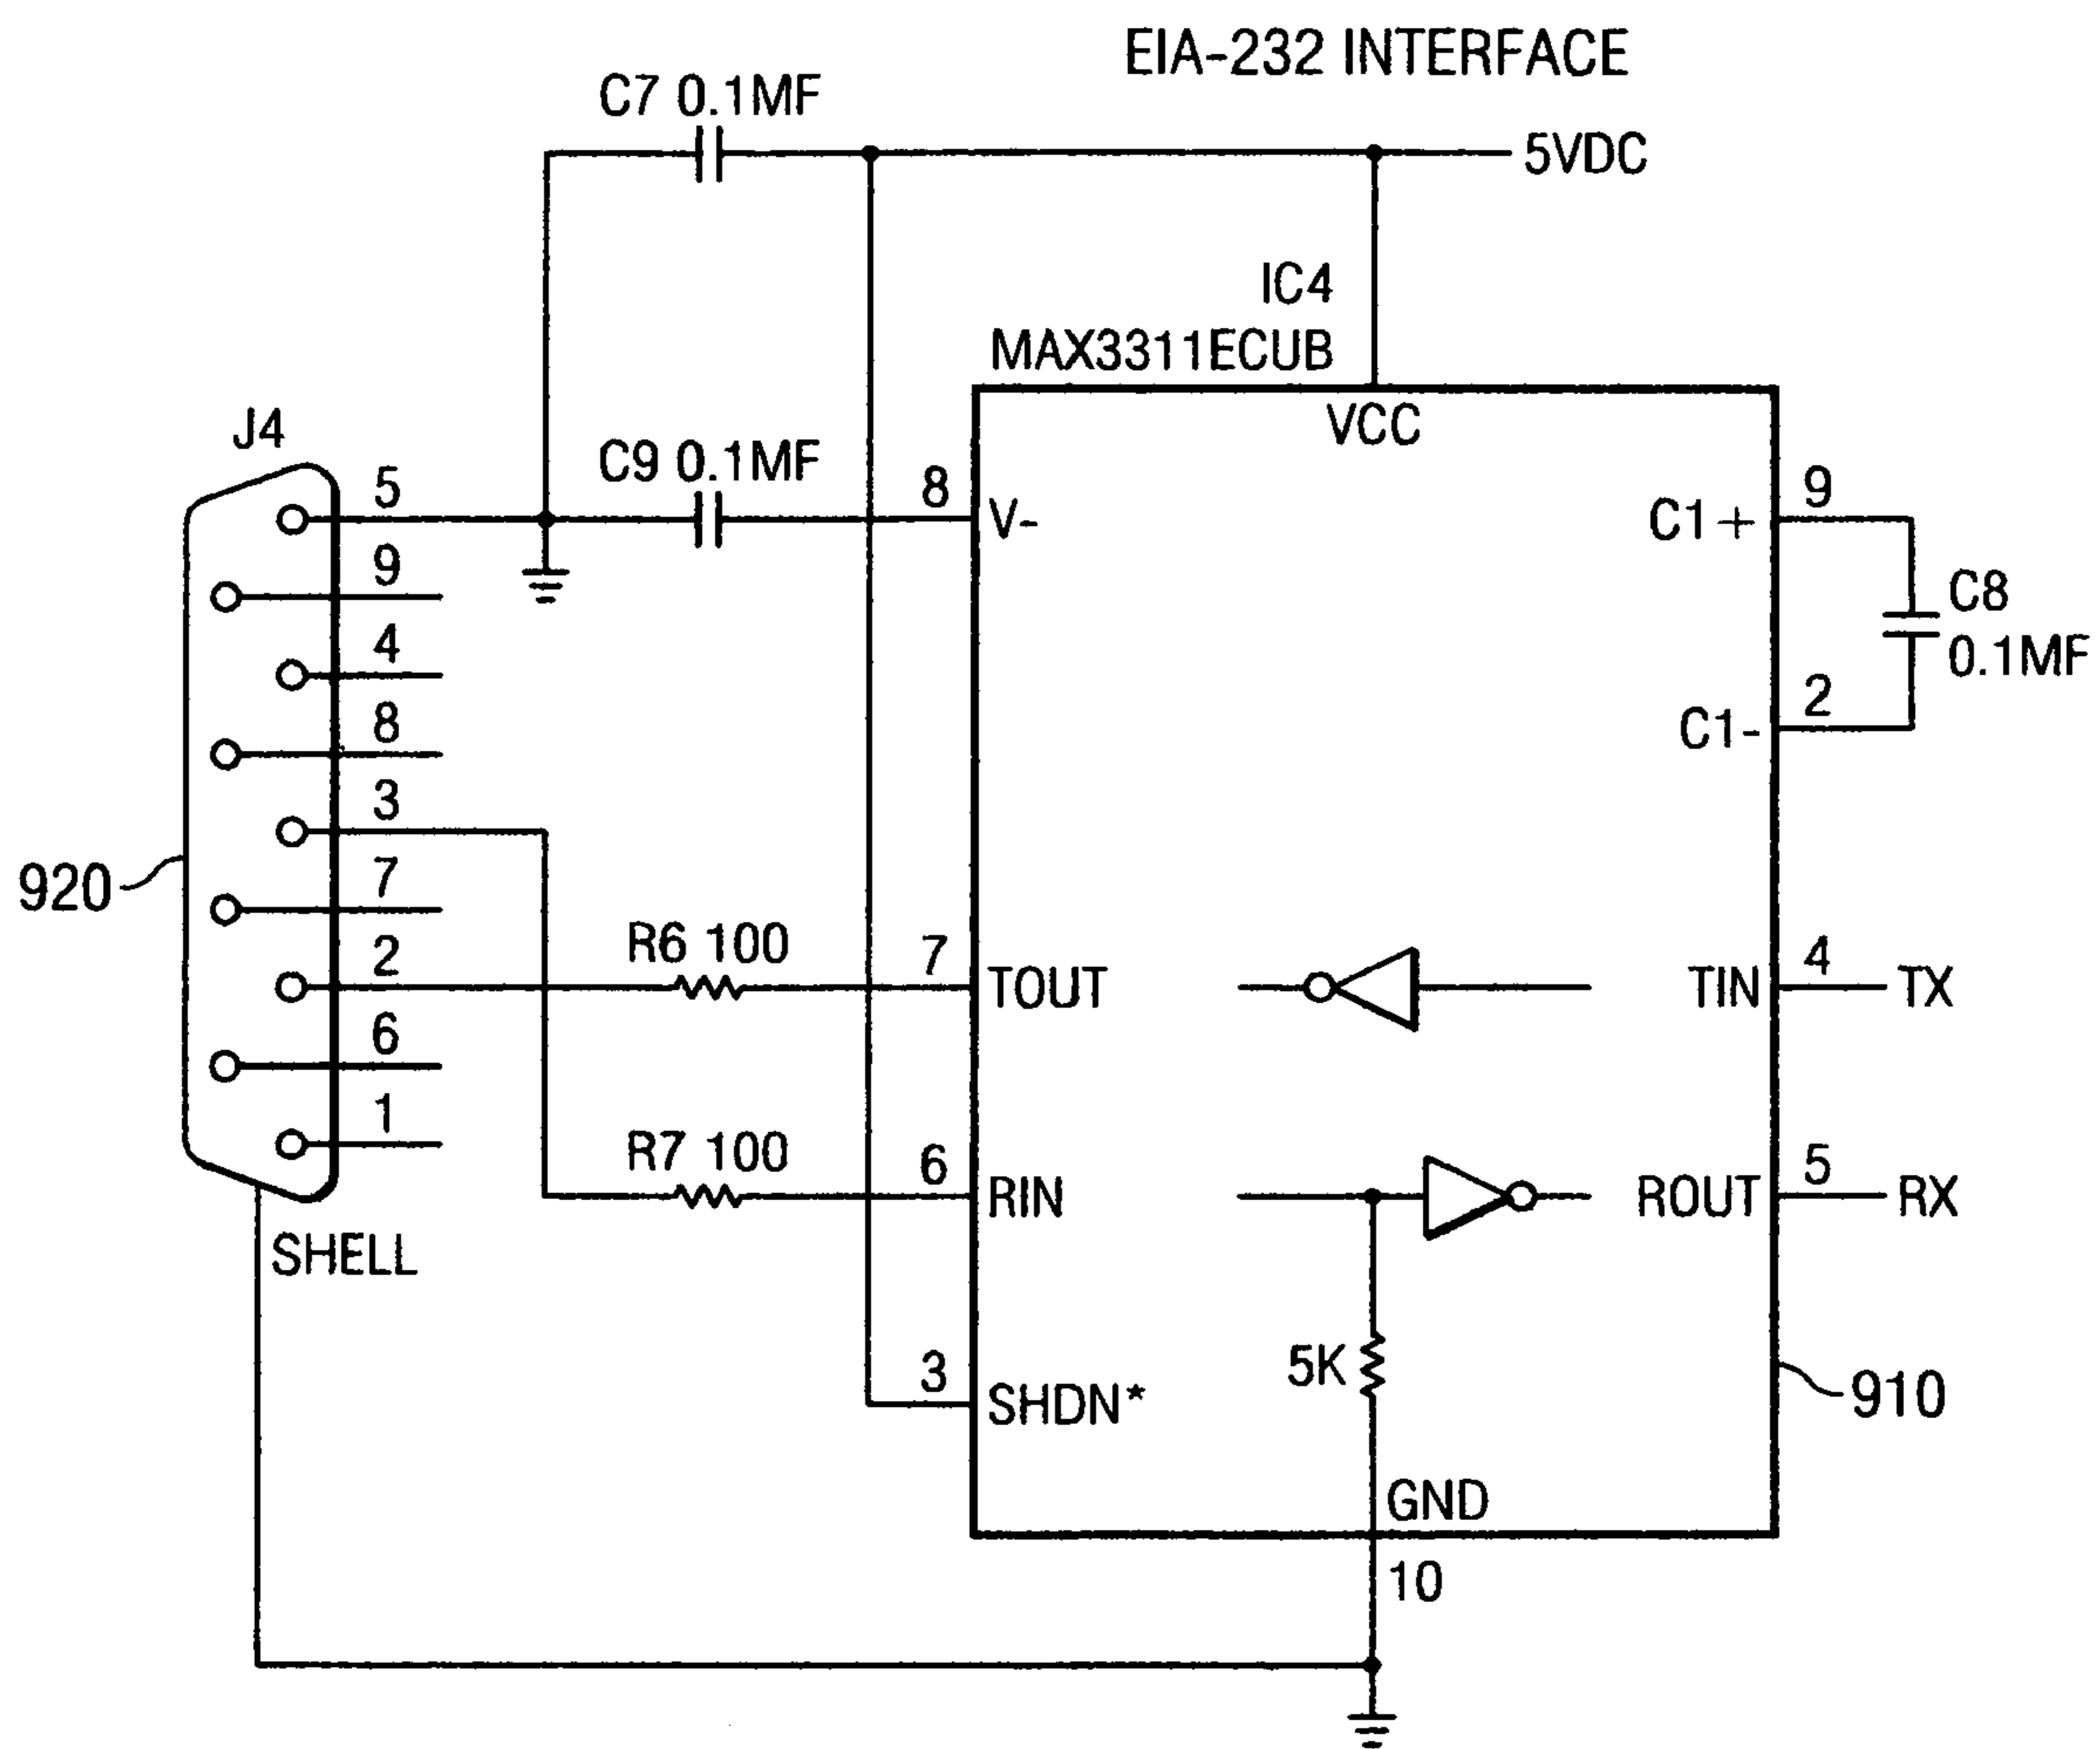 EIA-232 INTERFACE
C7 0.1MF
5VDC
IC4
MAX3311ECUB
VCC
J4
C9 0.1MF
5
8
V-
C1+
9
9
4
8
3
7
2
6
1
C8
0.1MF
C1-
2
920
R6 100
7
TOUT
TIN
4
TX
R7 100
6
RIN
ROUT
5
RX
SHELL
3
SHDN*
5K
910
GND
10